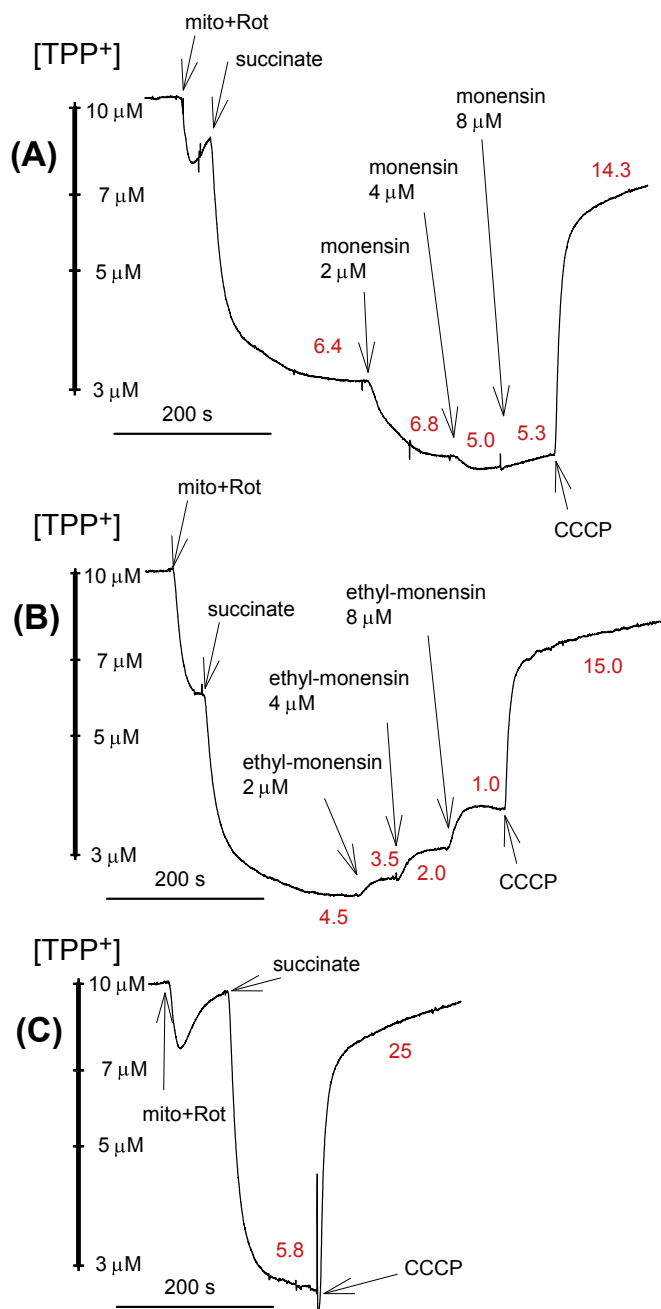 mito+Rot
[TPP⁺]
succinate
10 μM
monensin
8 μM
(A)
monensin
4 μM
14.3
7 μM
monensin
2 μM
5 μM
6.4
3 μM
6.8
5.0
5.3
200 s
CCCP
mito+Rot
[TPP⁺]
10 μM
ethyl-monensin
8 μM
(B)
succinate
7 μM
ethyl-monensin
4 μM
15.0
5 μM
ethyl-monensin
2 μM
1.0
3 μM
3.5
2.0
200 s
CCCP
4.5
[TPP⁺]
succinate
10 μM
(C)
25
7 μM
mito+Rot
5 μM
5.8
3 μM
CCCP
200 s